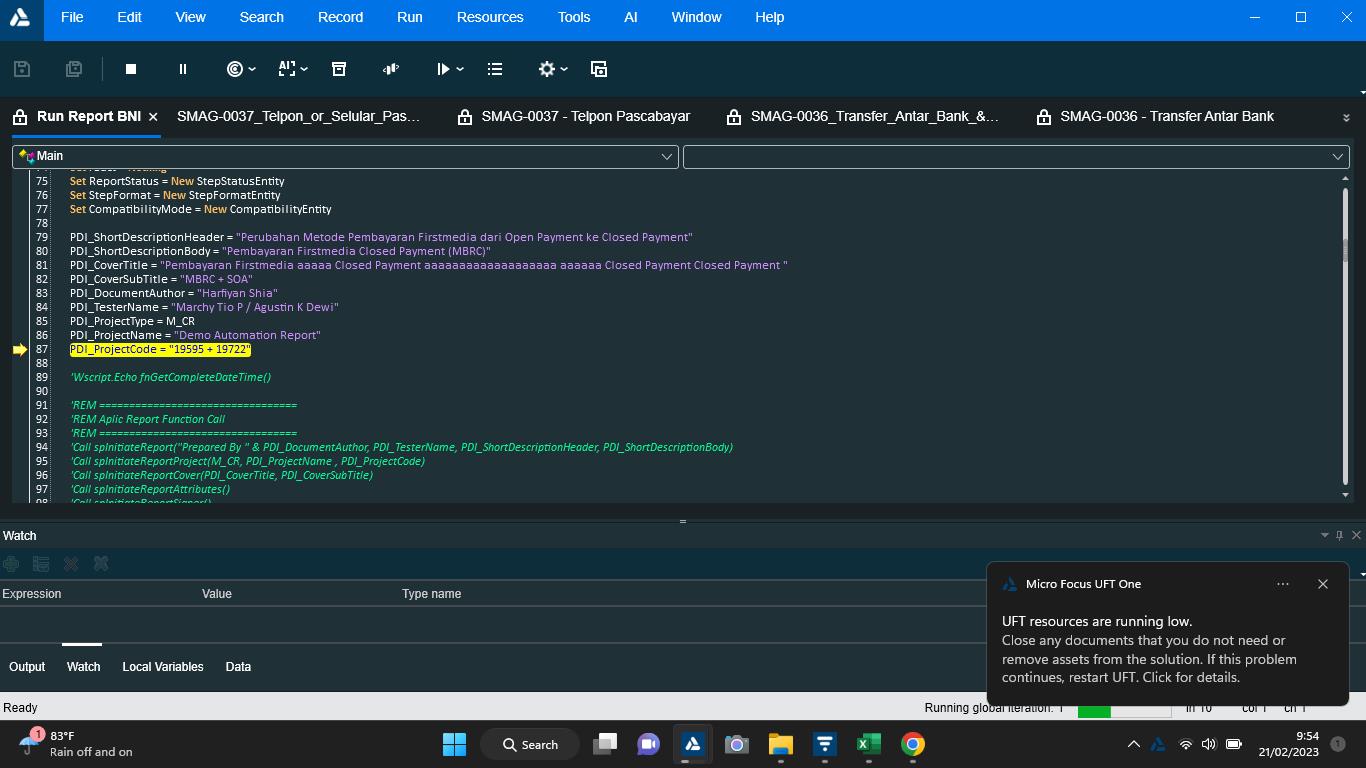 File Edit View Search Record Run Resources Tools AI Window Help
Run Report BNI SMAG-0037_Telpon_or_Selular_Pas... SMAG-0037 - Telpon Pascabayar SMAG-0036_Transfer_Antar_Bank_&... SMAG-0036 - Transfer Antar Bank
Main
75 Set ReportStatus = New StepStatusEntity
76 Set StepFormat = New StepFormatEntity
77 Set CompatibilityMode = New CompatibilityEntity
78
79 PDI_ShortDescriptionHeader = "Perubahan Metode Pembayaran Firstmedia dari Open Payment ke Closed Payment"
80 PDI_ShortDescriptionBody = "Pembayaran Firstmedia Closed Payment (MBRC)"
81 PDI_CoverTitle = "Pembayaran Firstmedia aaaaa Closed Payment aaaaaaaaaaaaaaaaaaa aaaaaa Closed Payment Closed Payment "
82 PDI_CoverSubTitle = "MBRC + SOA"
83 PDI_DocumentAuthor = "Harfiyan Shia"
84 PDI_TesterName = "Marchy Tio P / Agustin K Dewi"
85 PDI_ProjectType = M_CR
86 PDI_ProjectName = "Demo Automation Report"
87 PDI_ProjectCode = "19595 + 19722"
88
89 'Wscript.Echo fnGetCompleteDateTime()
90
91 'REM =================================
92 'REM Aplic Report Function Call
93 'REM =================================
94 'Call spInitiateReport("Prepared By " & PDI_DocumentAuthor, PDI_TesterName, PDI_ShortDescriptionHeader, PDI_ShortDescriptionBody)
95 'Call spInitiateReportProject(M_CR, PDI_ProjectName , PDI_ProjectCode)
96 'Call spInitiateReportCover(PDI_CoverTitle, PDI_CoverSubTitle)
97 'Call spInitiateReportAttributes()
Watch
Expression Value Type name
Micro Focus UFT One
UFT resources are running low.
Close any documents that you do not need or
remove assets from the solution. If this problem
continues, restart UFT. Click for details.
Output Watch Local Variables Data
Ready Running global iteration: 1
1 83°F
Rain off and on
Search
9:54
21/02/2023
1